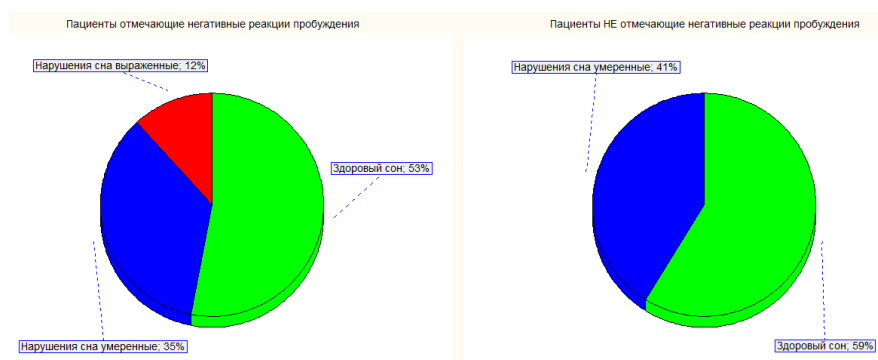 Пациенты отмечающие негативные реакции пробуждения
Нарушения сна выраженные; 12%
Здоровый сон; 53%
Нарушения сна умеренные; 35%
Пациенты НЕ отмечающие негативные реакции пробуждения
Нарушения сна умеренные; 41%
Здоровый сон; 59%